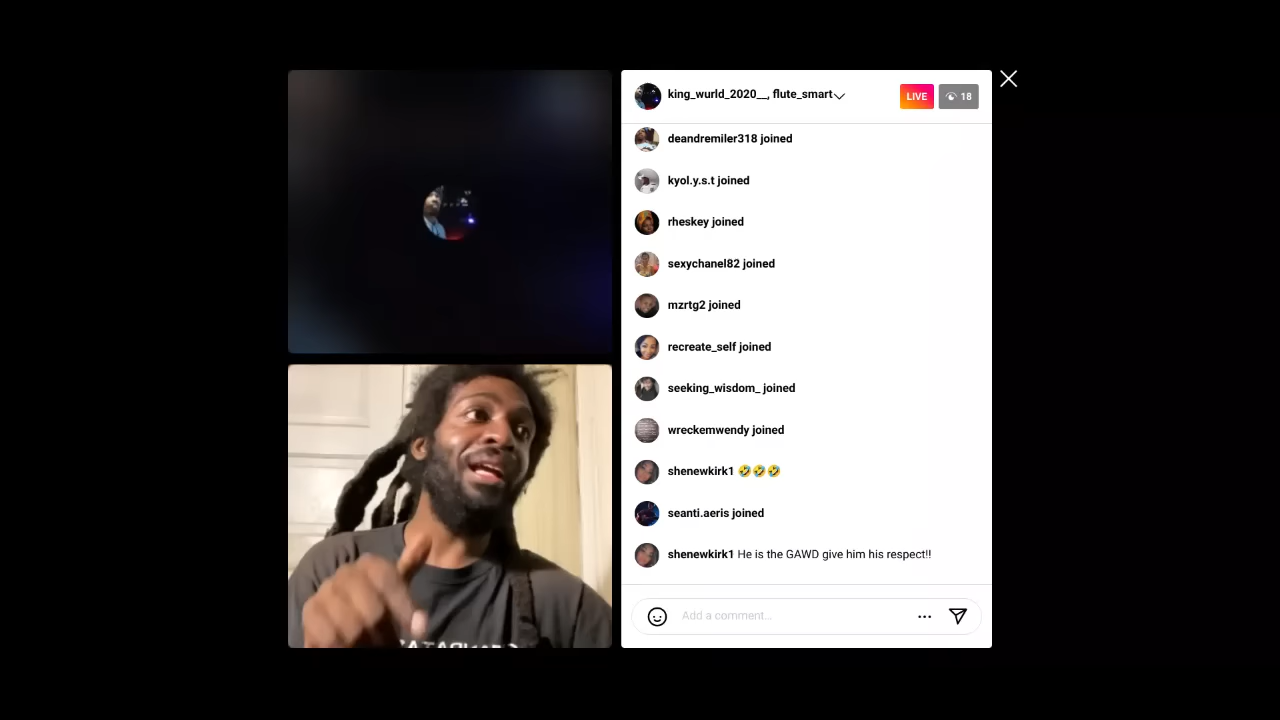 king_wurld_2020__, flute_smart
LIVE
18
deandremiler318 joined
kyol.y.s.t joined
rheskey joined
sexychanel82 joined
mzrtg2 joined
recreate_self joined
seeking_wisdom_ joined
wreckemwendy joined
shenewkirk1 🤣🤣🤣
seanti.aeris joined
shenewkirk1 He is the GAWD give him his respect!!
Add a comment...